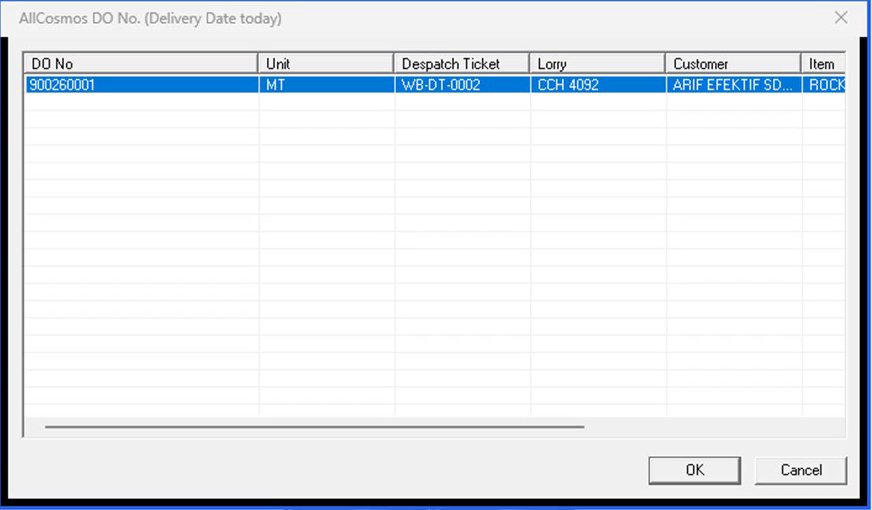 AllCosmos DO No. (Delivery Date today)
DO No Unit Despatch Ticket Lorry Customer Item
900260001 MT WB-DT-0002 CCH 4092 ARIF EFEKTIF SD... ROCK
OK Cancel